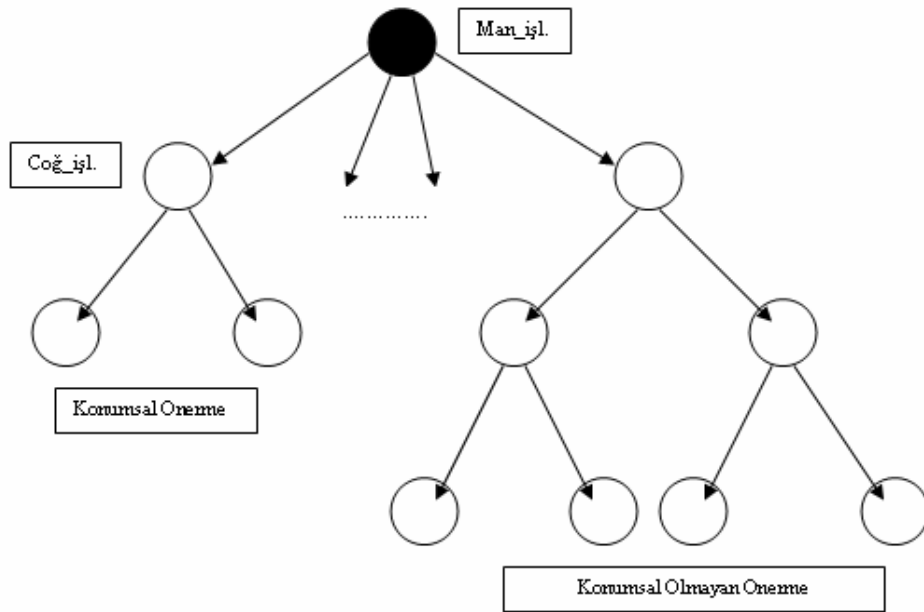 Man_işl.
Coğ_işl.
.............
Konumsal Onerme
Konumsal Olmayan Onerme